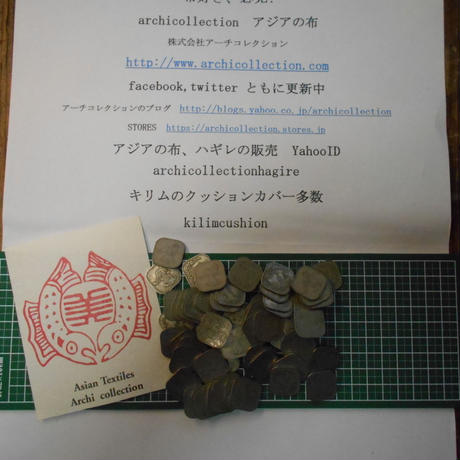 archicollection アジアの布
株式会社アーチコレクション
http://www.archicollection.com
facebook,twitter ともに更新中
アーチコレクションのブログ http://blogs.yahoo.co.jp/archicollection
STORES https://archicollection.stores.jp
アジアの布、ハギレの販売 YahooID
archicollectionhagire
キリムのクッションカバー多数
kilimcushion
Asian Textiles
Archi collection